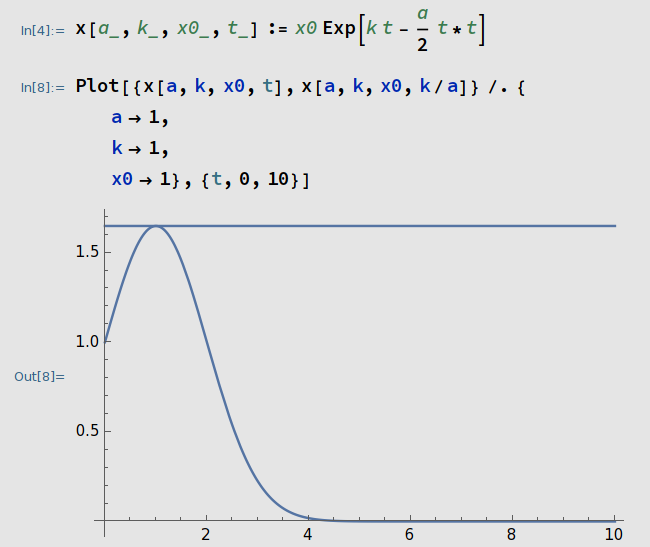 In[4]:= x[a_, k_, x0_, t_] := x0 Exp[k t - a/2 t * t]
In[8]:= Plot[{x[a, k, x0, t], x[a, k, x0, k / a]} /. {
a → 1,
k → 1,
x0 → 1}, {t, 0, 10}]
1.5
1.0
Out[8]=
0.5
2 4 6 8 10